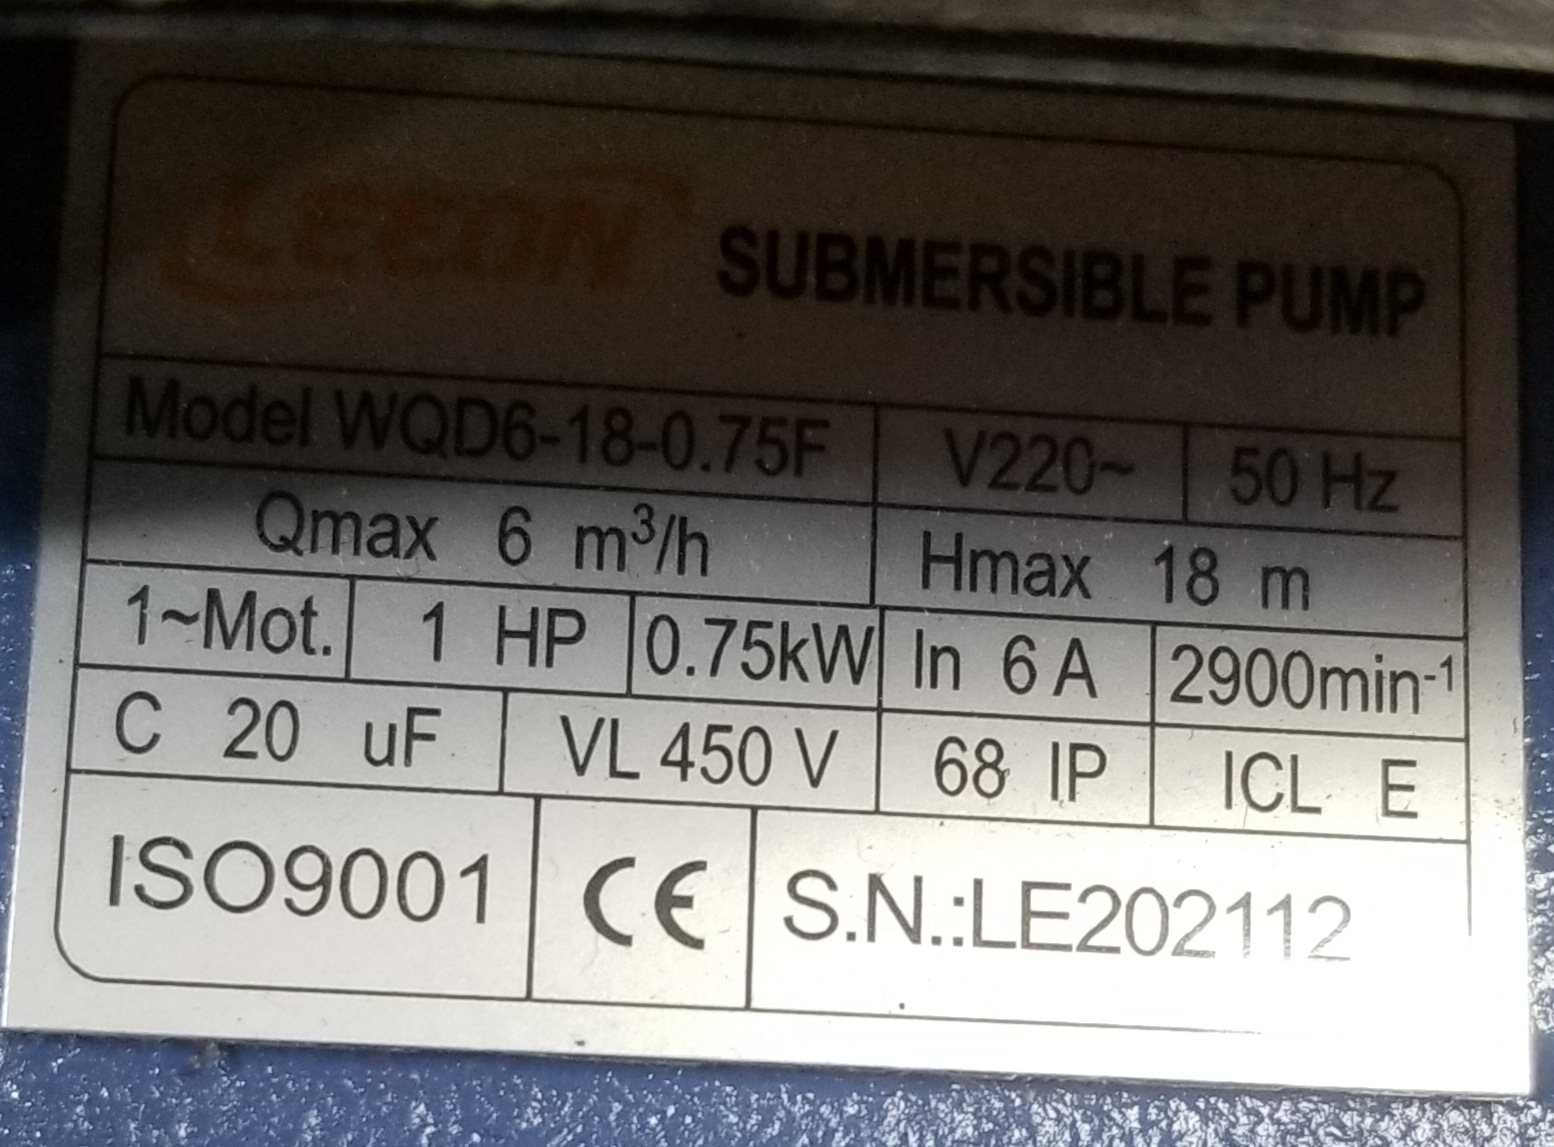 LEEON
SUBMERSIBLE PUMP
Model WQD6-18-0.75F V220~ 50 Hz
Qmax 6 m³/h Hmax 18 m
1~Mot. 1 HP 0.75kW In 6 A 2900min⁻¹
C 20 uF VL 450 V 68 IP ICL E
ISO9001 CE S.N.:LE202112